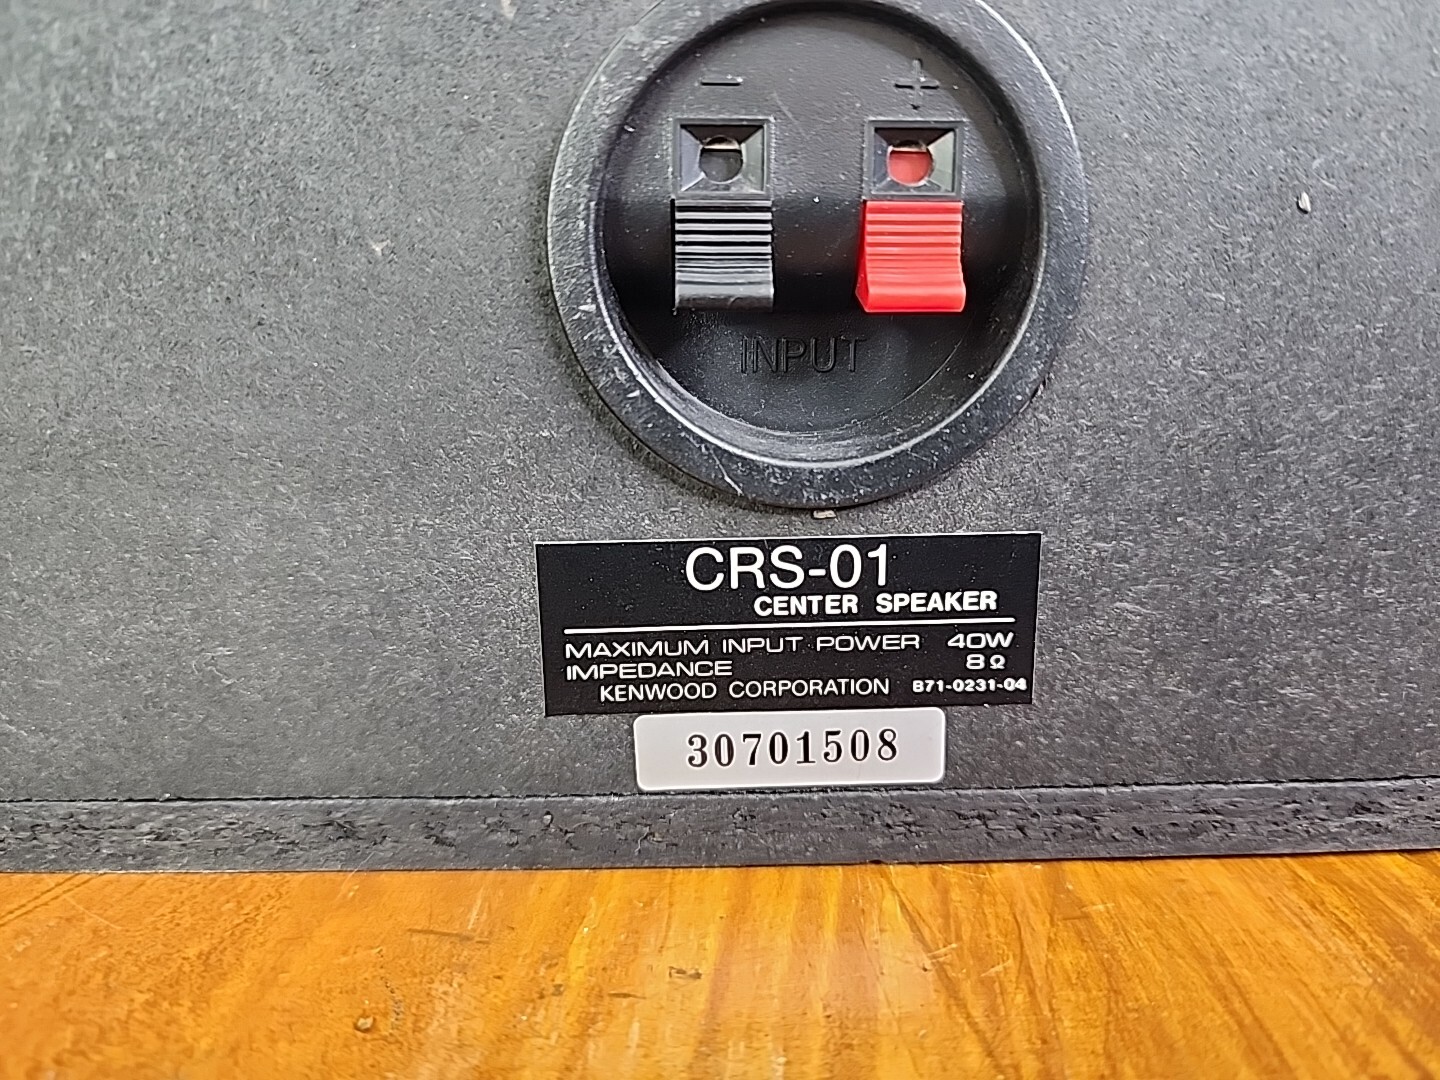 - +
INPUT
CRS-01
CENTER SPEAKER
MAXIMUM INPUT POWER 40W
IMPEDANCE 8Ω
KENWOOD CORPORATION B71-0231-04
30701508